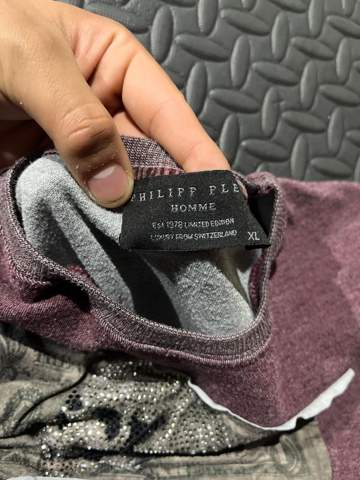 PHILIPP PLE
HOMME
Est 1978 LIMITED EDITION
LUXURY FROM SWITZERLAND
XL